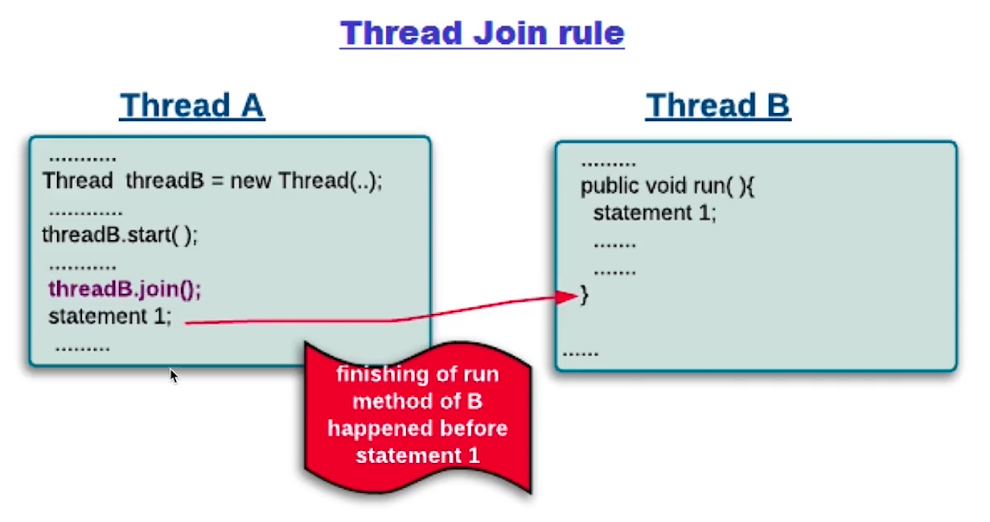 Thread Join rule
Thread A
...........
Thread threadB = new Thread(..);
............
threadB.start( );
...........
threadB.join();
statement 1;
.........
Thread B
.........
public void run( ){
statement 1;
.......
.......
}
......
finishing of run
method of B
happened before
statement 1